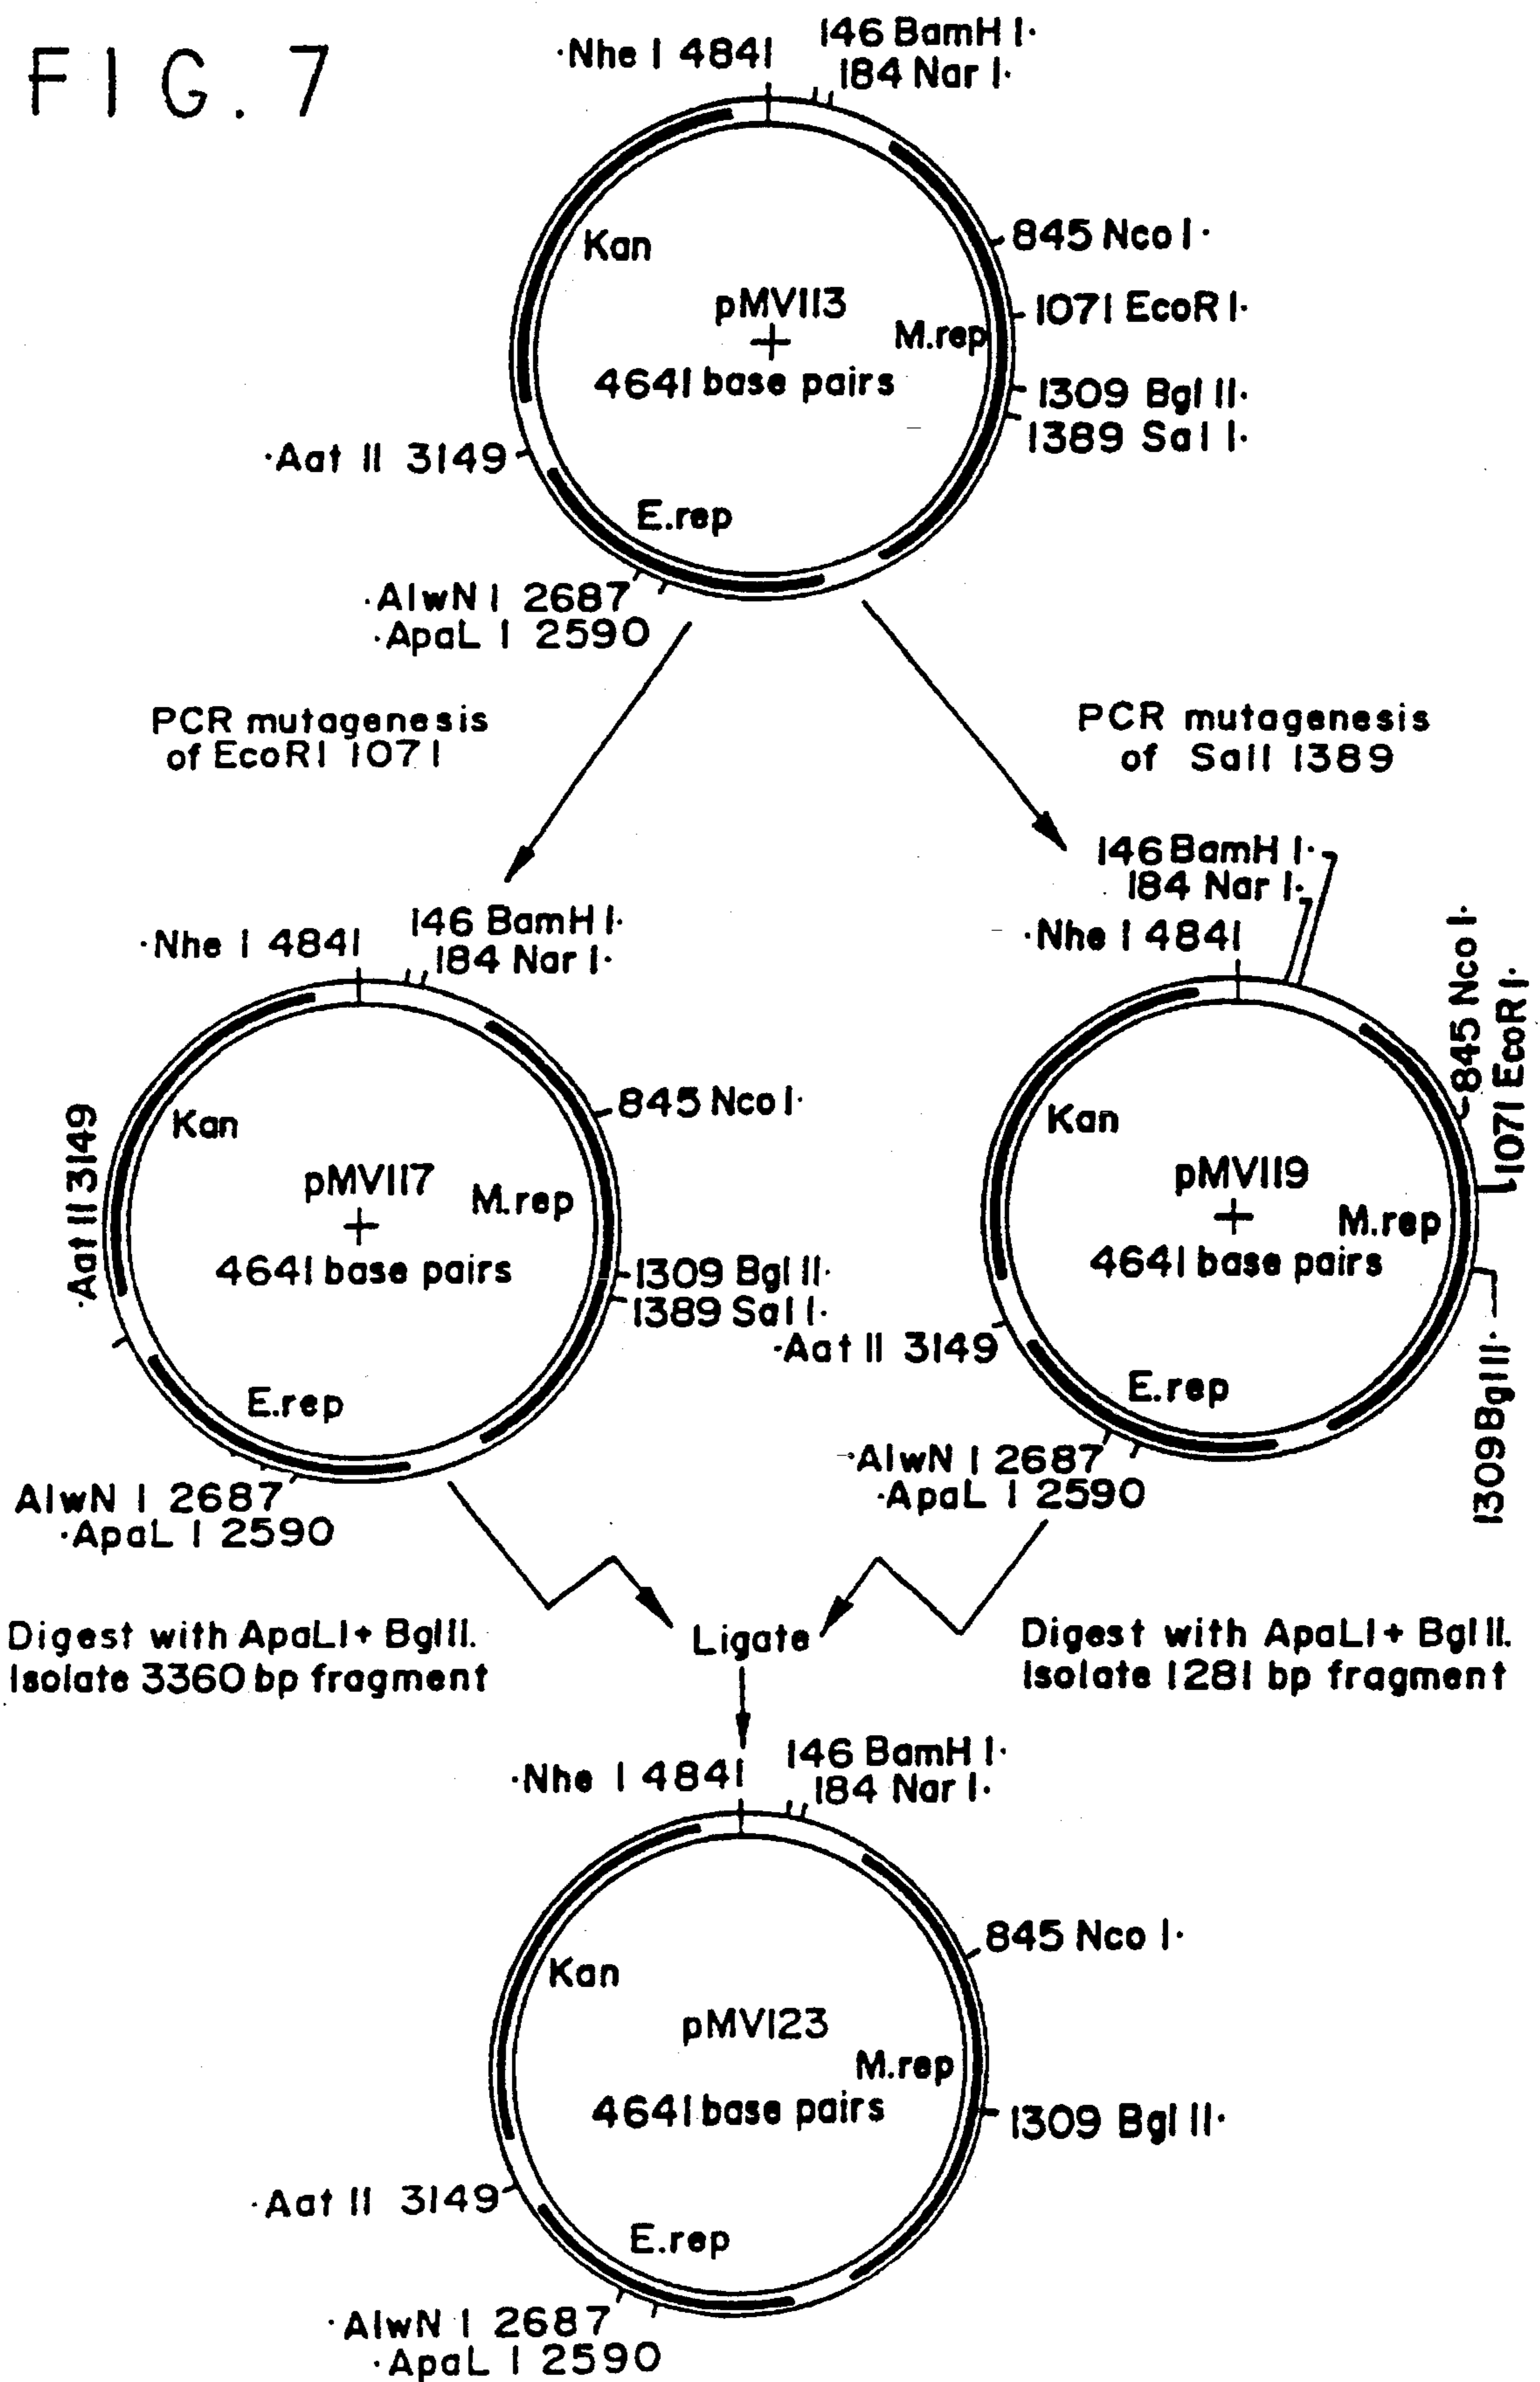 FIG. 7
·Nhe I 4841
146 BamH I·
184 Nar I·
845 Nco I·
1071 EcoR I·
1309 Bgl II·
1389 Sal I·
Kan
pMV113
+
4641 base pairs
M.rep
E.rep
·Aat II 3149
·AlwN I 2687
·ApaL I 2590
PCR mutagenesis
of EcoRI 1071
PCR mutagenesis
of SalI 1389
·Nhe I 4841
146 BamH I·
184 Nar I·
845 Nco I·
1309 Bgl II·
1389 Sal I·
Kan
pMV117
+
4641 base pairs
M.rep
E.rep
·Aat II 3149
AlwN I 2687
·ApaL I 2590
146 BamH I·
184 Nar I·
·Nhe I 4841
845 Nco I·
1071 EcoR I·
1309 Bgl II·
Kan
pMV119
+
4641 base pairs
M.rep
E.rep
·Aat II 3149
·AlwN I 2687
·ApaL I 2590
Digest with ApaLI + BglII.
Isolate 3360 bp fragment
Ligate
Digest with ApaLI + Bgl II.
Isolate 1281 bp fragment
·Nhe I 4841
146 BamH I·
184 Nar I·
845 Nco I·
1309 Bgl II·
Kan
pMV123
4641 base pairs
M.rep
E.rep
·Aat II 3149
·AlwN I 2687
·ApaL I 2590